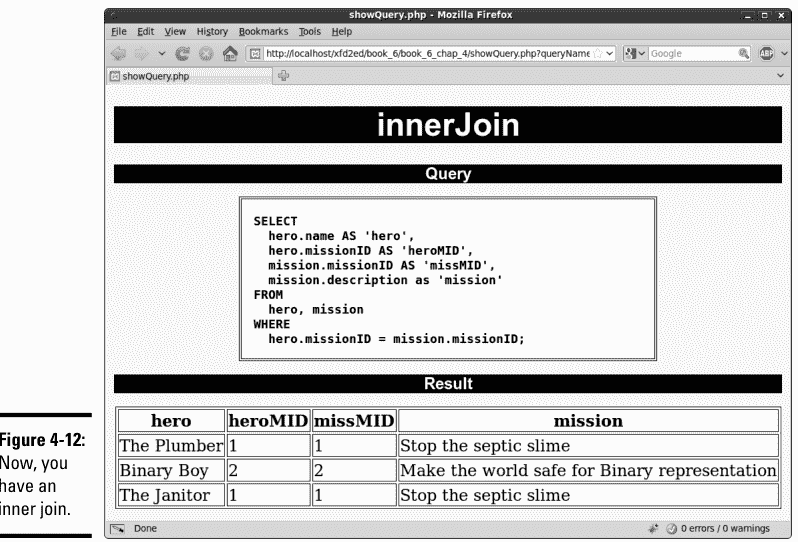 showQuery.php - Mozilla Firefox
File Edit View History Bookmarks Tools Help
http://localhost/xfd2ed/book_6/book_6_chap_4/showQuery.php?queryName
Google
ABP
showQuery.php
innerJoin
Query
SELECT
hero.name AS 'hero',
hero.missionID AS 'heroMID',
mission.missionID AS 'missMID',
mission.description as 'mission'
FROM
hero, mission
WHERE
hero.missionID = mission.missionID;
Result
hero heroMID missMID mission
The Plumber 1 1 Stop the septic slime
Binary Boy 2 2 Make the world safe for Binary representation
The Janitor 1 1 Stop the septic slime
Done 0 errors / 0 warnings
Figure 4-12:
Now, you
have an
inner join.